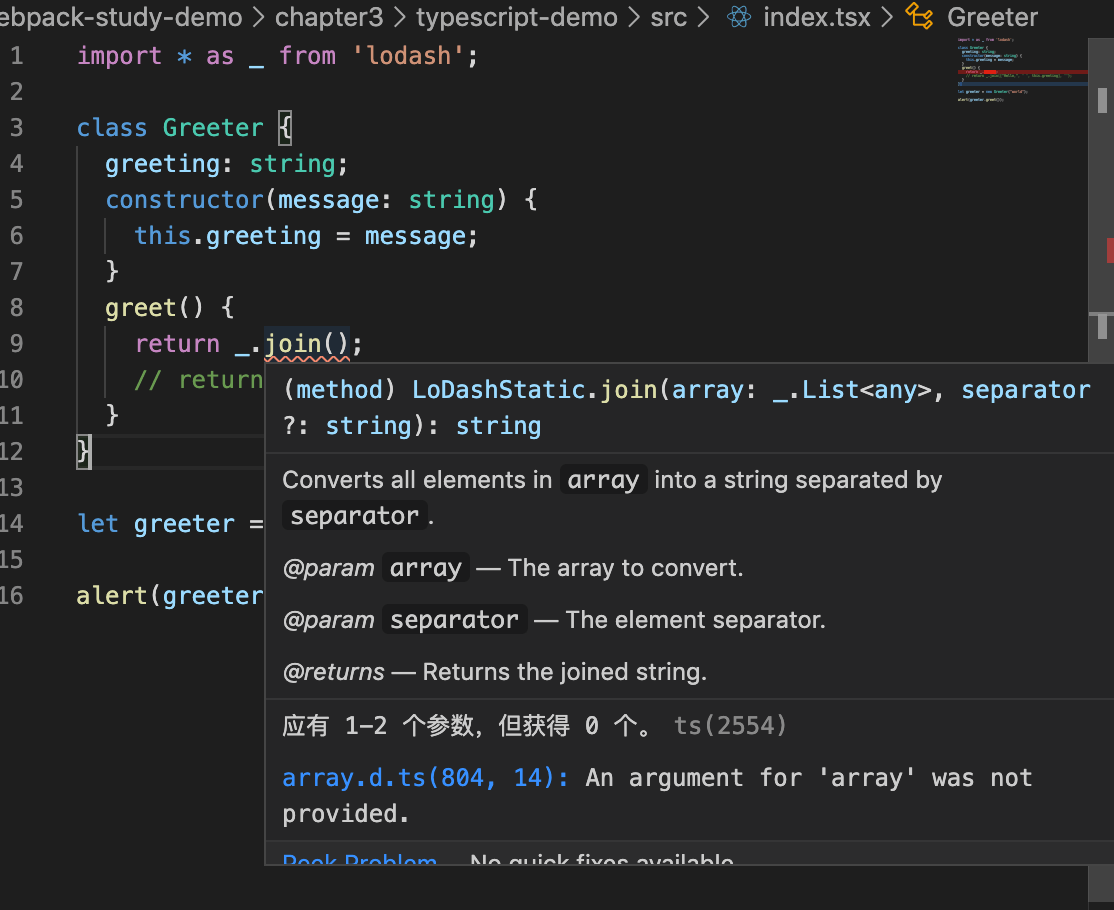 ebpack-study-demo > chapter3 > typescript-demo > src > index.tsx > Greeter
1 import * as _ from 'lodash';
2
3 class Greeter {
4 greeting: string;
5 constructor(message: string) {
6 this.greeting = message;
7 }
8 greet() {
9 return _.join();
10 // return
11 }
12 }
13
14 let greeter =
15
16 alert(greeter
(method) LoDashStatic.join(array: _.List<any>, separator
?: string): string
Converts all elements in array into a string separated by
separator.
@param array — The array to convert.
@param separator — The element separator.
@returns — Returns the joined string.
应有 1-2 个参数，但获得 0 个。 ts(2554)
array.d.ts(804, 14): An argument for 'array' was not
provided.
Peek Problem No quick fixes available